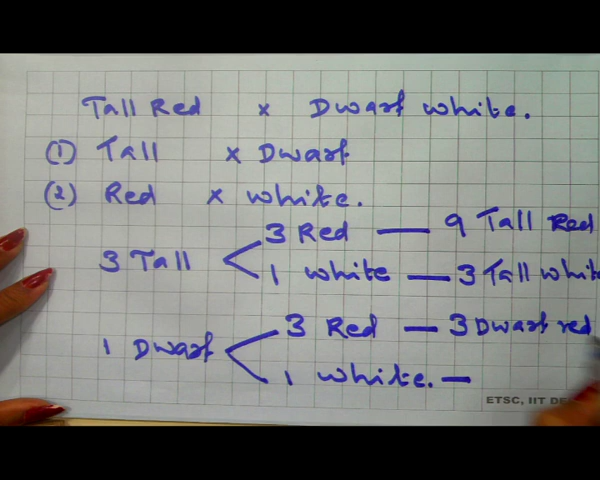 Tall Red x Dwarf white.
(1) Tall x Dwarf
(2) Red x white.
3 Red — 9 Tall Red
3 Tall
1 white — 3 Tall white
3 Red — 3 Dwarf red
1 Dwarf
1 white. —
ETSC, IIT DE